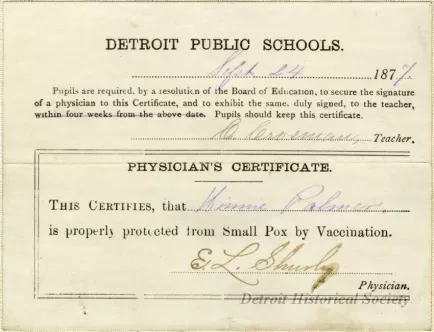 DETROIT PUBLIC SCHOOLS.
Sept. 24 1877.
Pupils are required, by a resolution of the Board of Education, to secure the signature
of a physician to this Certificate, and to exhibit the same, duly signed, to the teacher,
within four weeks from the above date. Pupils should keep this certificate.
Teacher.
PHYSICIAN'S CERTIFICATE.
THIS CERTIFIES, that Minnie Palmer
is properly protected from Small Pox by Vaccination.
E. L. Shurly
Physician.
Detroit Historical Society